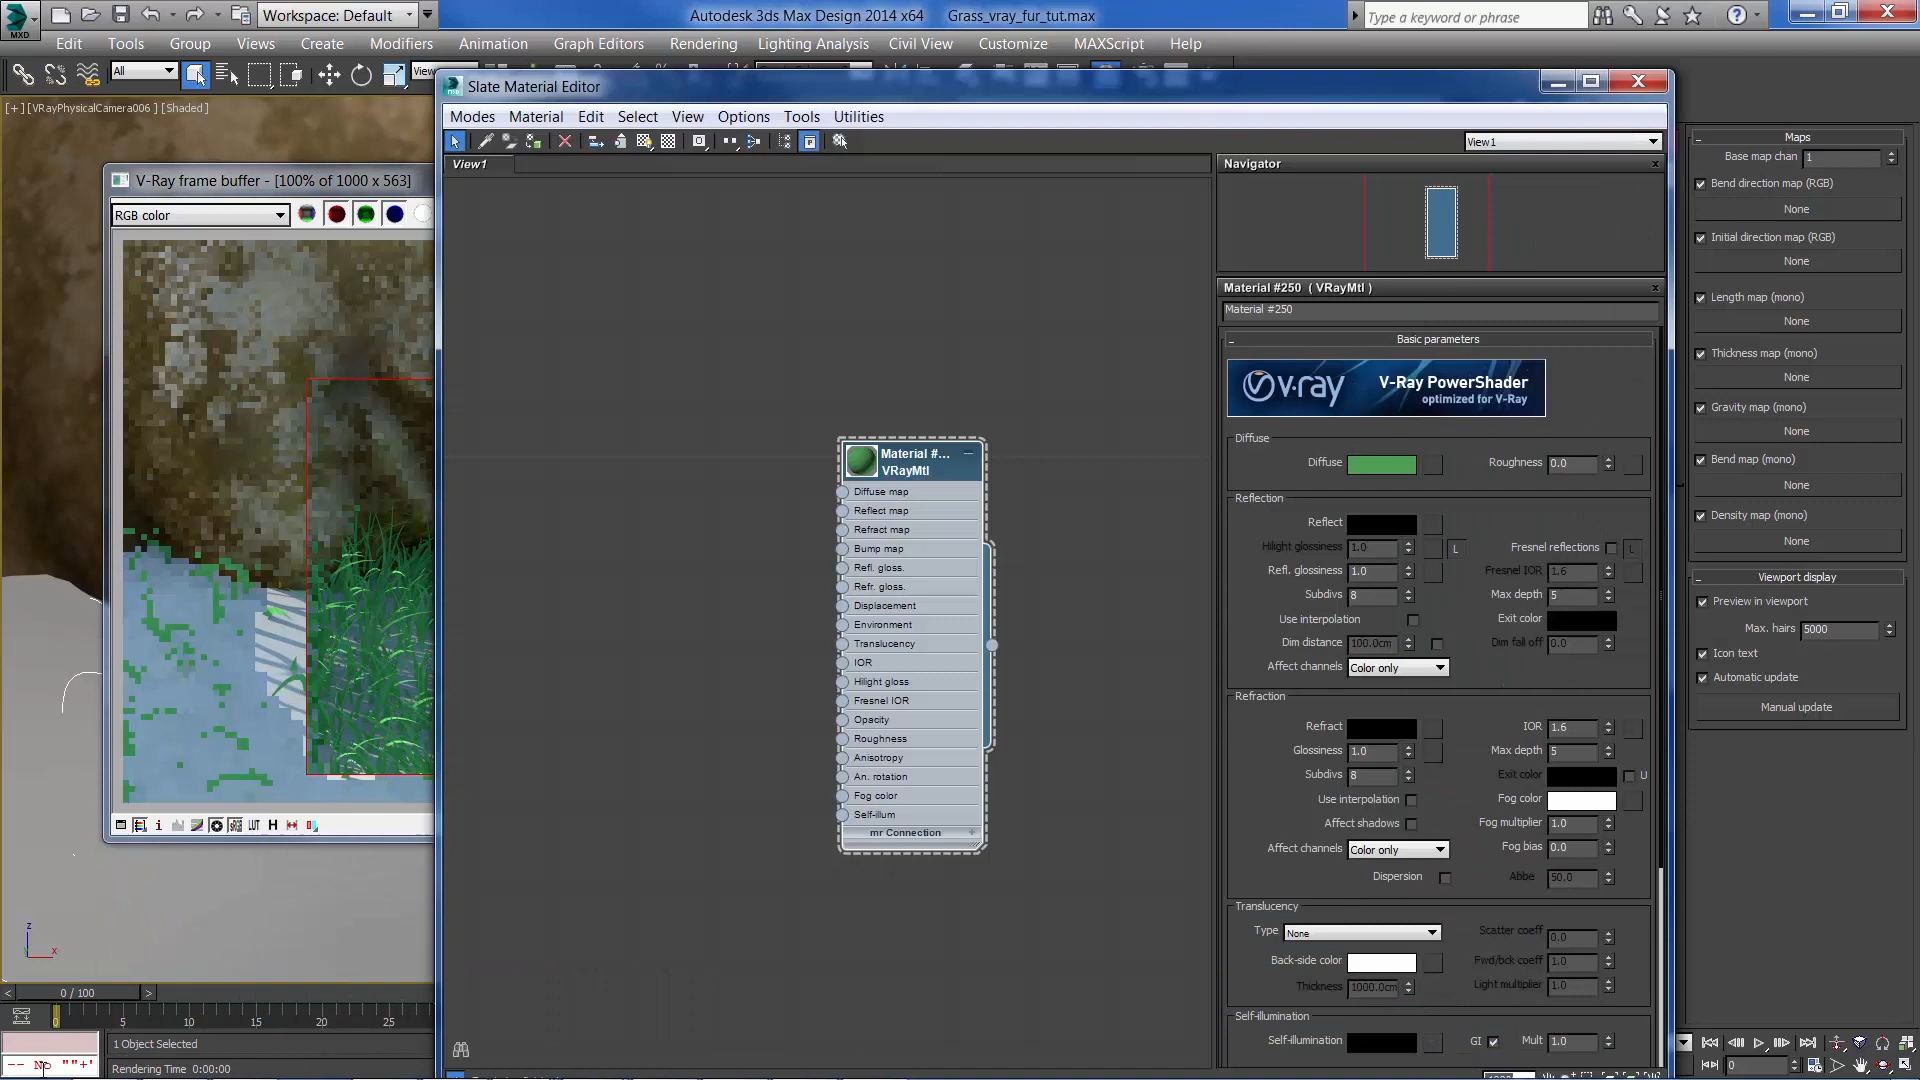 MXD
Workspace: Default
Autodesk 3ds Max Design 2014 x64 Grass_vray_fur_tut.max
Type a keyword or phrase
Edit Tools Group Views Create Modifiers Animation Graph Editors Rendering Lighting Analysis Civil View Customize MAXScript Help
All
View
[+][VRayPhysicalCamera006 ] [Shaded]
V-Ray frame buffer - [100% of 1000 x 563]
RGB color
LUT H
z
x
0 / 100
0 5 10 15 20 25
1 Object Selected
-- No ""+'
Rendering Time 0:00:00
Slate Material Editor
Modes Material Edit Select View Options Tools Utilities
View1
View1
Navigator
Material #...
VRayMtl
Diffuse map
Reflect map
Refract map
Bump map
Refl. gloss.
Refr. gloss.
Displacement
Environment
Translucency
IOR
Hilight gloss
Fresnel IOR
Opacity
Roughness
Anisotropy
An. rotation
Fog color
Self-illum
mr Connection
Material #250 ( VRayMtl )
Material #250
Basic parameters
v·ray V-Ray PowerShader
optimized for V-Ray
Diffuse
Diffuse Roughness 0.0
Reflection
Reflect
Hilight glossiness 1.0 L Fresnel reflections L
Refl. glossiness 1.0 Fresnel IOR 1.6
Subdivs 8 Max depth 5
Use interpolation Exit color
Dim distance 100.0cm Dim fall off 0.0
Affect channels Color only
Refraction
Refract IOR 1.6
Glossiness 1.0 Max depth 5
Subdivs 8 Exit color U
Use interpolation Fog color
Affect shadows Fog multiplier 1.0
Affect channels Color only Fog bias 0.0
Dispersion Abbe 50.0
Translucency
Type None Scatter coeff 0.0
Back-side color Fwd/bck coeff 1.0
Thickness 1000.0cm Light multiplier 1.0
Self-illumination
Self-illumination GI Mult 1.0
Maps
Base map chan 1
Bend direction map (RGB)
None
Initial direction map (RGB)
None
Length map (mono)
None
Thickness map (mono)
None
Gravity map (mono)
None
Bend map (mono)
None
Density map (mono)
None
Viewport display
Preview in viewport
Max. hairs 5000
Icon text
Automatic update
Manual update
0